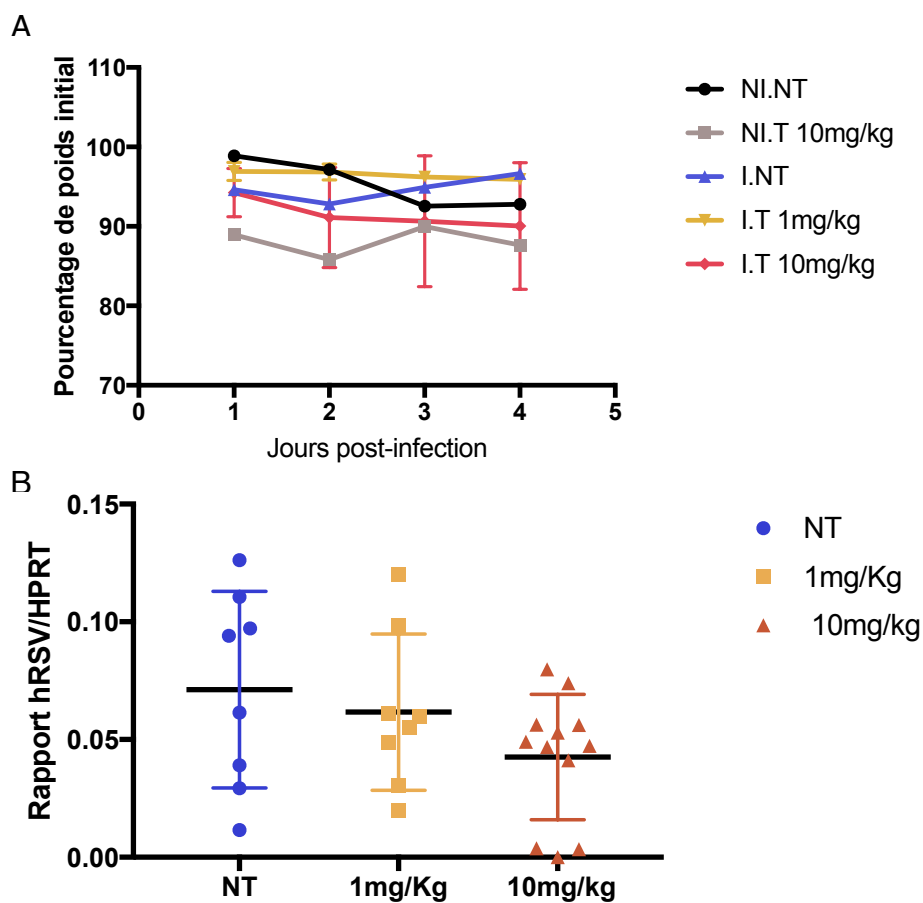 A
Pourcentage de poids initial
110
100
90
80
70
0
1
2
3
4
5
Jours post-infection
NI.NT
NI.T 10mg/kg
I.NT
I.T 1mg/kg
I.T 10mg/kg
B
Rapport hRSV/HPRT
0.15
0.10
0.05
0.00
NT
1mg/Kg
10mg/kg
NT
1mg/Kg
10mg/kg